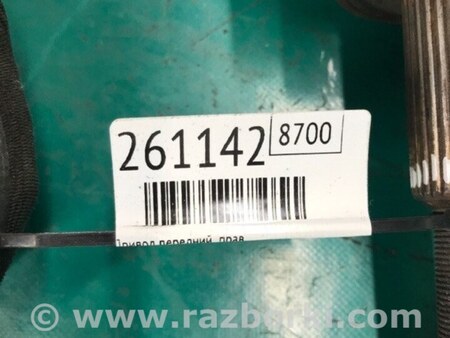 261142
8700
Привод передний, прав
© www.razborka.com